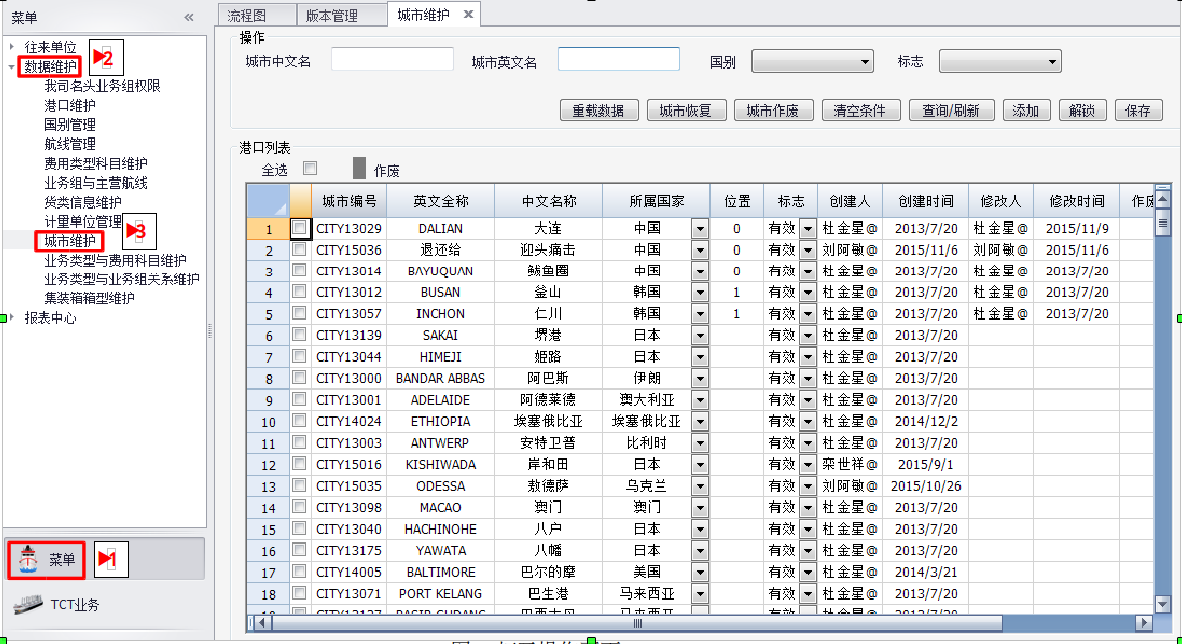 菜单 «
往来单位
数据维护 2
我司名头业务组权限
港口维护
国别管理
航线管理
费用类型科目维护
业务组与主营航线
货类信息维护
计量单位管理
城市维护 3
业务类型与费用科目维护
业务类型与业务组关系维护
集装箱箱型维护
报表中心
菜单 1
TCT业务
流程图 版本管理 城市维护 ×
操作
城市中文名 城市英文名 国别 标志
重载数据 城市恢复 城市作废 清空条件 查询/刷新 添加 解锁 保存
港口列表
全选 作废
城市编号 英文全称 中文名称 所属国家 位置 标志 创建人 创建时间 修改人 修改时间 作废
1 CITY13029 DALIAN 大连 中国 0 有效 杜金星@ 2013/7/20 杜金星@ 2015/11/9
2 CITY15036 退还给 迎头痛击 中国 0 有效 刘阿敏@ 2015/11/6 刘阿敏@ 2015/11/6
3 CITY13014 BAYUQUAN 鲅鱼圈 中国 0 有效 杜金星@ 2013/7/20 杜金星@ 2013/7/20
4 CITY13012 BUSAN 釜山 韩国 1 有效 杜金星@ 2013/7/20 杜金星@ 2013/7/20
5 CITY13057 INCHON 仁川 韩国 1 有效 杜金星@ 2013/7/20 杜金星@ 2013/7/20
6 CITY13139 SAKAI 堺港 日本 有效 杜金星@ 2013/7/20
7 CITY13044 HIMEJI 姬路 日本 有效 杜金星@ 2013/7/20
8 CITY13000 BANDAR ABBAS 阿巴斯 伊朗 有效 杜金星@ 2013/7/20
9 CITY13001 ADELAIDE 阿德莱德 澳大利亚 有效 杜金星@ 2013/7/20
10 CITY14024 ETHIOPIA 埃塞俄比亚 埃塞俄比亚 有效 杜金星@ 2014/12/2
11 CITY13003 ANTWERP 安特卫普 比利时 有效 杜金星@ 2013/7/20
12 CITY15016 KISHIWADA 岸和田 日本 有效 栾世祥@ 2015/9/1
13 CITY15035 ODESSA 敖德萨 乌克兰 有效 刘阿敏@ 2015/10/26
14 CITY13098 MACAO 澳门 澳门 有效 杜金星@ 2013/7/20
15 CITY13040 HACHINOHE 八户 日本 有效 杜金星@ 2013/7/20
16 CITY13175 YAWATA 八幡 日本 有效 杜金星@ 2013/7/20
17 CITY14005 BALTIMORE 巴尔的摩 美国 有效 杜金星@ 2014/3/21
18 CITY13071 PORT KELANG 巴生港 马来西亚 有效 杜金星@ 2013/7/20